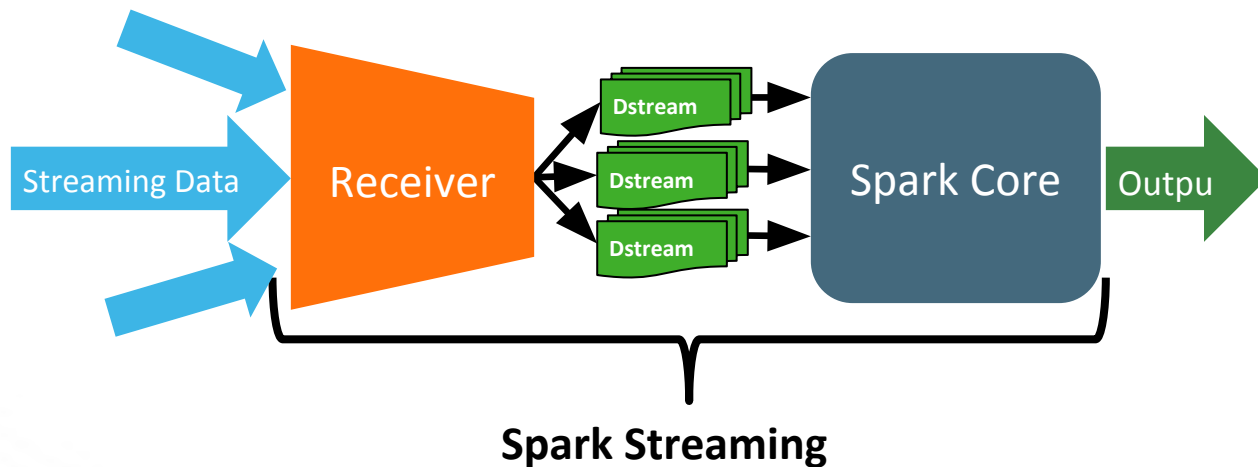 Streaming Data
Receiver
Dstream
Dstream
Dstream
Spark Core
Outpu
Spark Streaming